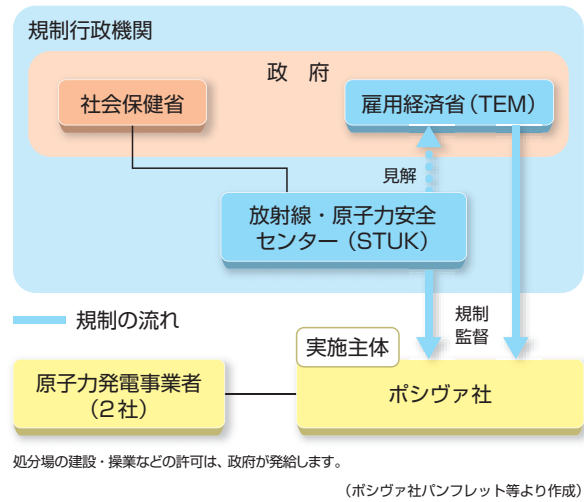 規制行政機関
政 府
社会保健省
雇用経済省(TEM)
見解
放射線・原子力安全
センター(STUK)
規制の流れ
規制
監督
実施主体
原子力発電事業者
(2社)
ポシヴァ社
処分場の建設・操業などの許可は、政府が発給します。
(ポシヴァ社パンフレット等より作成)